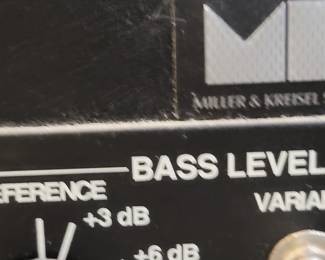 M
MILLER & KREISEL S
BASS LEVEL
EFERENCE VARIA
+3 dB
+6 dB